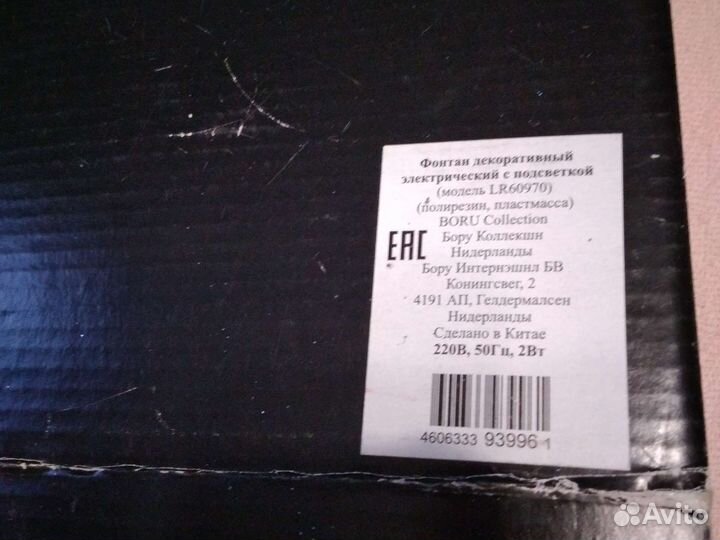 Фонтан декоративный
электрический с подсветкой
(модель LR60970)
(полирезин, пластмасса)
BORU Collection
Бору Коллекшн
Нидерланды
Бору Интернэшнл БВ
Конингсвег, 2
4191 АП, Гелдермалсен
Нидерланды
Сделано в Китае
220В, 50Гц, 2Вт
EAC
4606333 93996 1
Avito